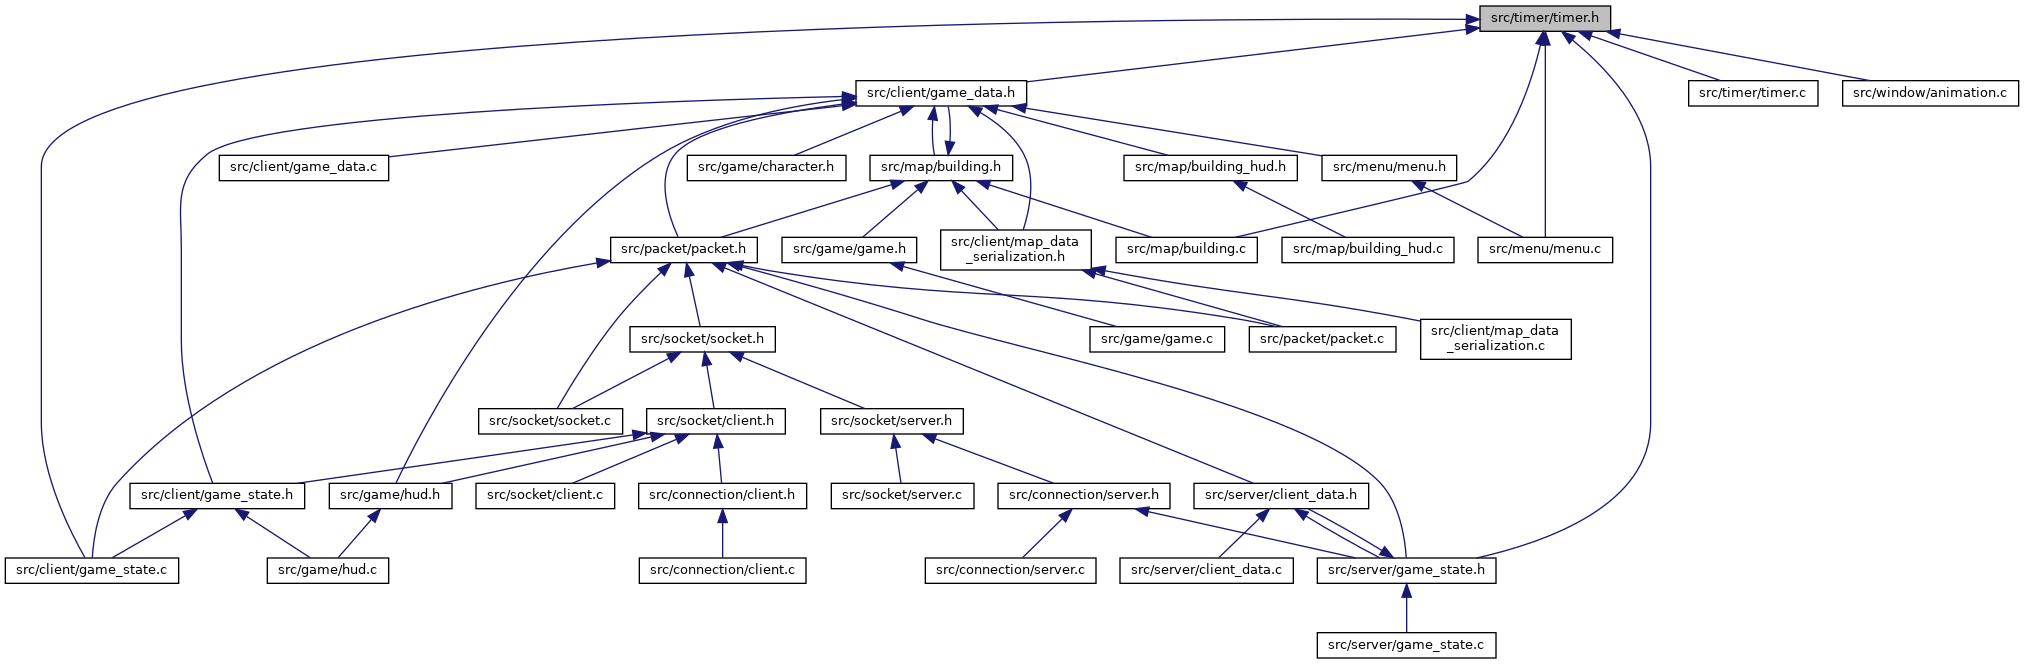 src/timer/timer.h
src/client/game_data.h
src/timer/timer.c
src/window/animation.c
src/client/game_data.c
src/game/character.h
src/map/building.h
src/map/building_hud.h
src/menu/menu.h
src/packet/packet.h
src/game/game.h
src/client/map_data
_serialization.h
src/map/building.c
src/map/building_hud.c
src/menu/menu.c
src/socket/socket.h
src/game/game.c
src/packet/packet.c
src/client/map_data
_serialization.c
src/socket/socket.c
src/socket/client.h
src/socket/server.h
src/client/game_state.h
src/game/hud.h
src/socket/client.c
src/connection/client.h
src/socket/server.c
src/connection/server.h
src/server/client_data.h
src/client/game_state.c
src/game/hud.c
src/connection/client.c
src/connection/server.c
src/server/client_data.c
src/server/game_state.h
src/server/game_state.c